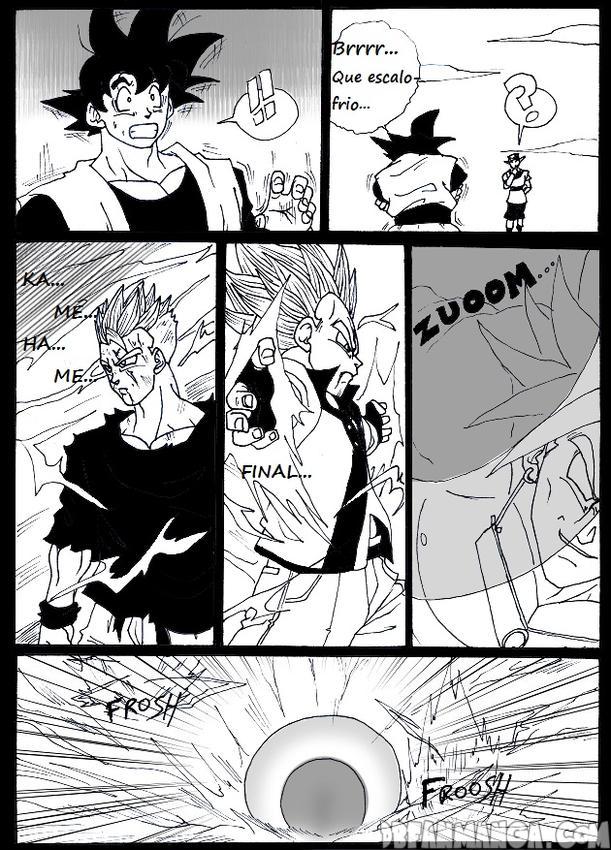 !!
Brrrr...
Que escalo-
frio...
?
KA...
ME...
HA...
ME...
FINAL...
ZUOOM...
FROSH
FROOSH
DBFANMANGA.COM